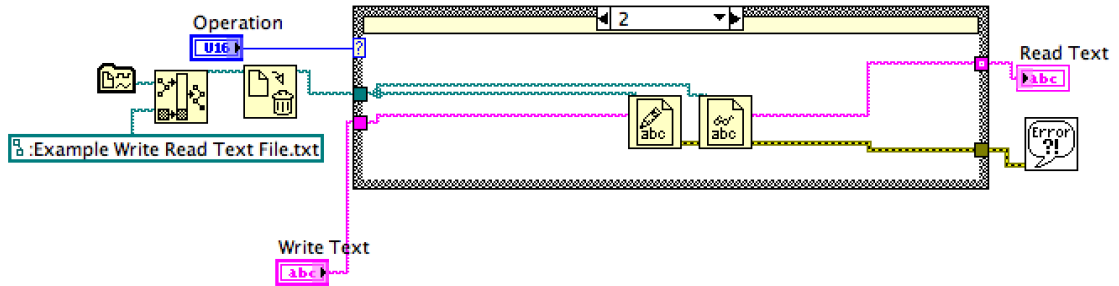 2
Operation
U16
?
Read Text
abc
:Example Write Read Text File.txt
abc
abc
Error
?!
Write Text
abc